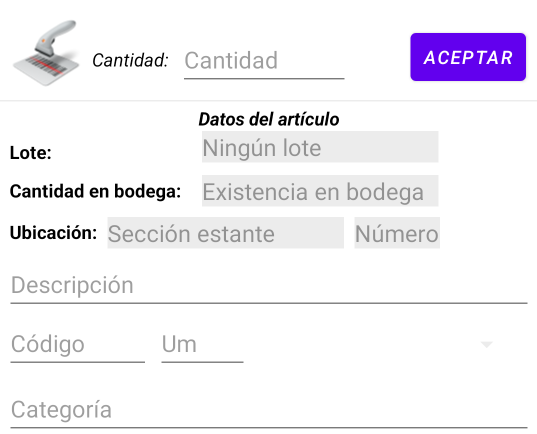 Cantidad: Cantidad ACEPTAR
Datos del artículo
Lote: Ningún lote
Cantidad en bodega: Existencia en bodega
Ubicación: Sección estante Número
Descripción
Código Um
Categoría